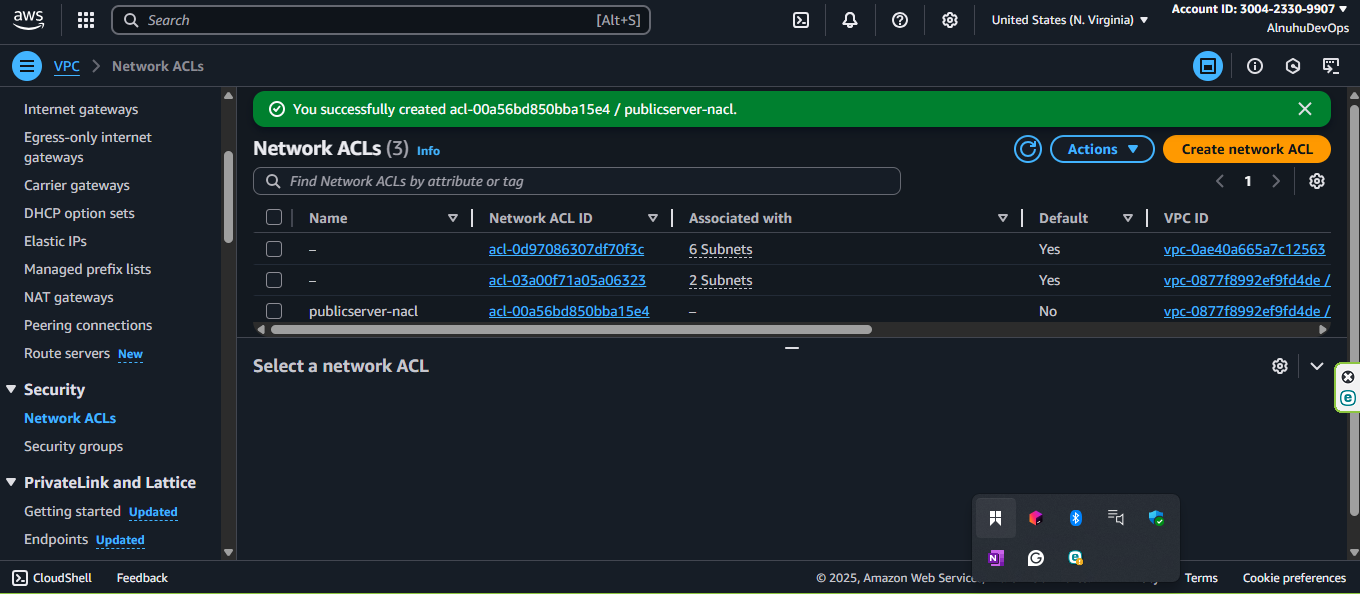 aws
Search [Alt+S]
United States (N. Virginia)
Account ID: 3004-2330-9907
AlnuhuDevOps
VPC
Network ACLs
Internet gateways
Egress-only internet
gateways
Carrier gateways
DHCP option sets
Elastic IPs
Managed prefix lists
NAT gateways
Peering connections
Route servers New
Security
Network ACLs
Security groups
PrivateLink and Lattice
Getting started Updated
Endpoints Updated
You successfully created acl-00a56bd850bba15e4 / publicserver-nacl.
Network ACLs (3) Info
Actions
Create network ACL
Find Network ACLs by attribute or tag
1
Name Network ACL ID Associated with Default VPC ID
– acl-0d97086307df70f3c 6 Subnets Yes vpc-0ae40a665a7c12563
– acl-03a00f71a05a06323 2 Subnets Yes vpc-0877f8992ef9fd4de /
publicserver-nacl acl-00a56bd850bba15e4 – No vpc-0877f8992ef9fd4de /
Select a network ACL
CloudShell Feedback
© 2025, Amazon Web Service Terms Cookie preferences